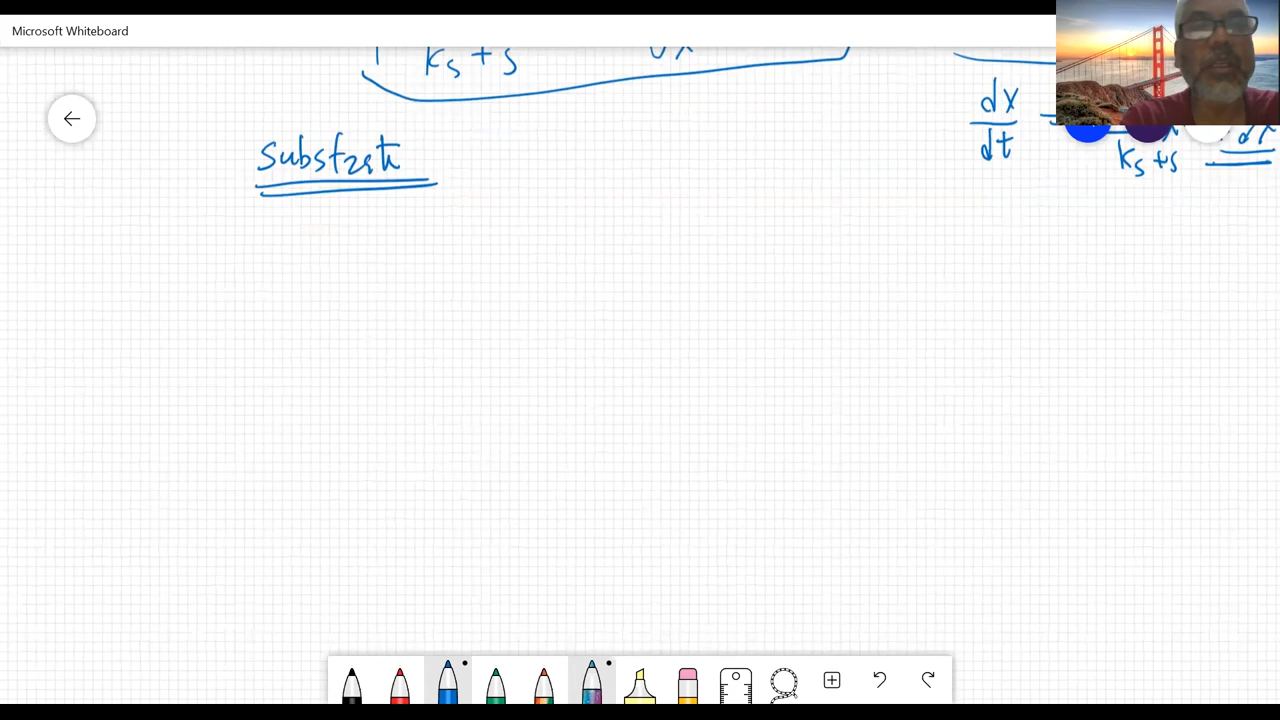 Microsoft Whiteboard
Ks + S
dx
dt
Ks + S
Substrate